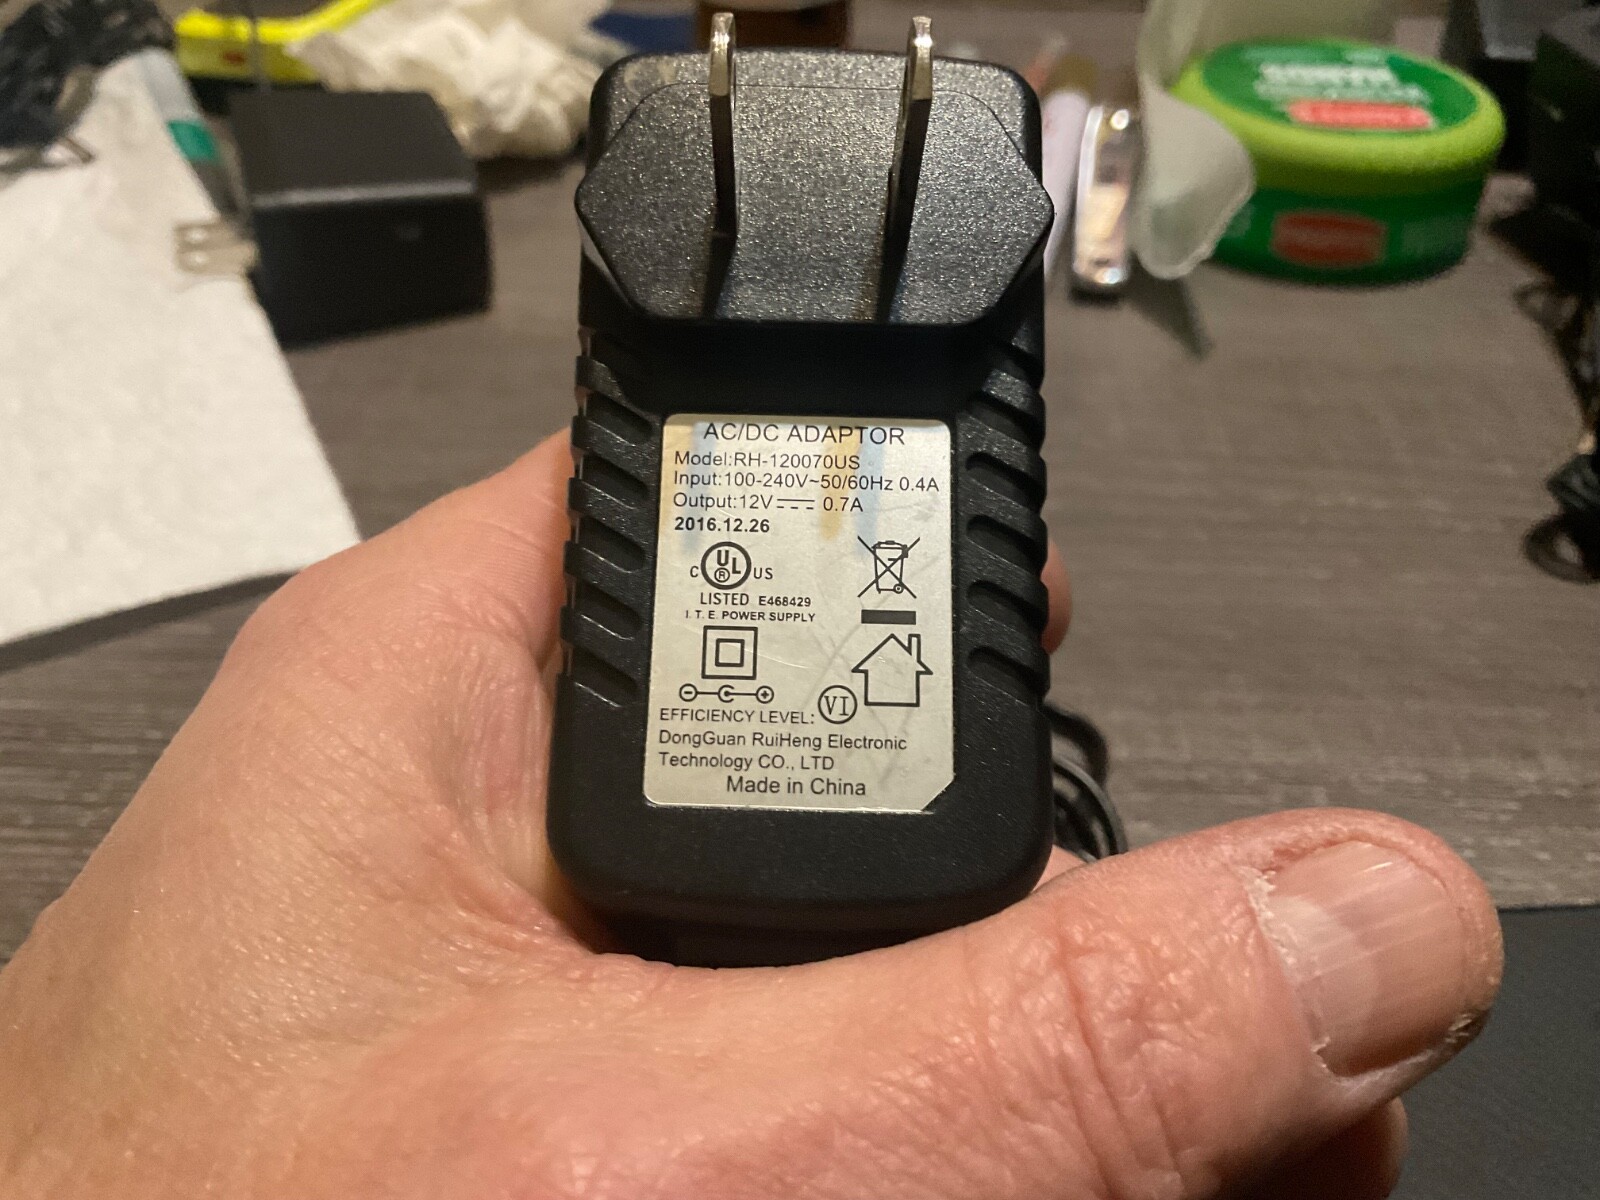 AC/DC ADAPTOR
Model:RH-120070US
Input:100-240V~50/60Hz 0.4A
Output:12V⎓ 0.7A
2016.12.26
C UL® US
LISTED E468429
I.T.E. POWER SUPPLY
- C +
EFFICIENCY LEVEL: VI
DongGuan RuiHeng Electronic
Technology CO., LTD
Made in China